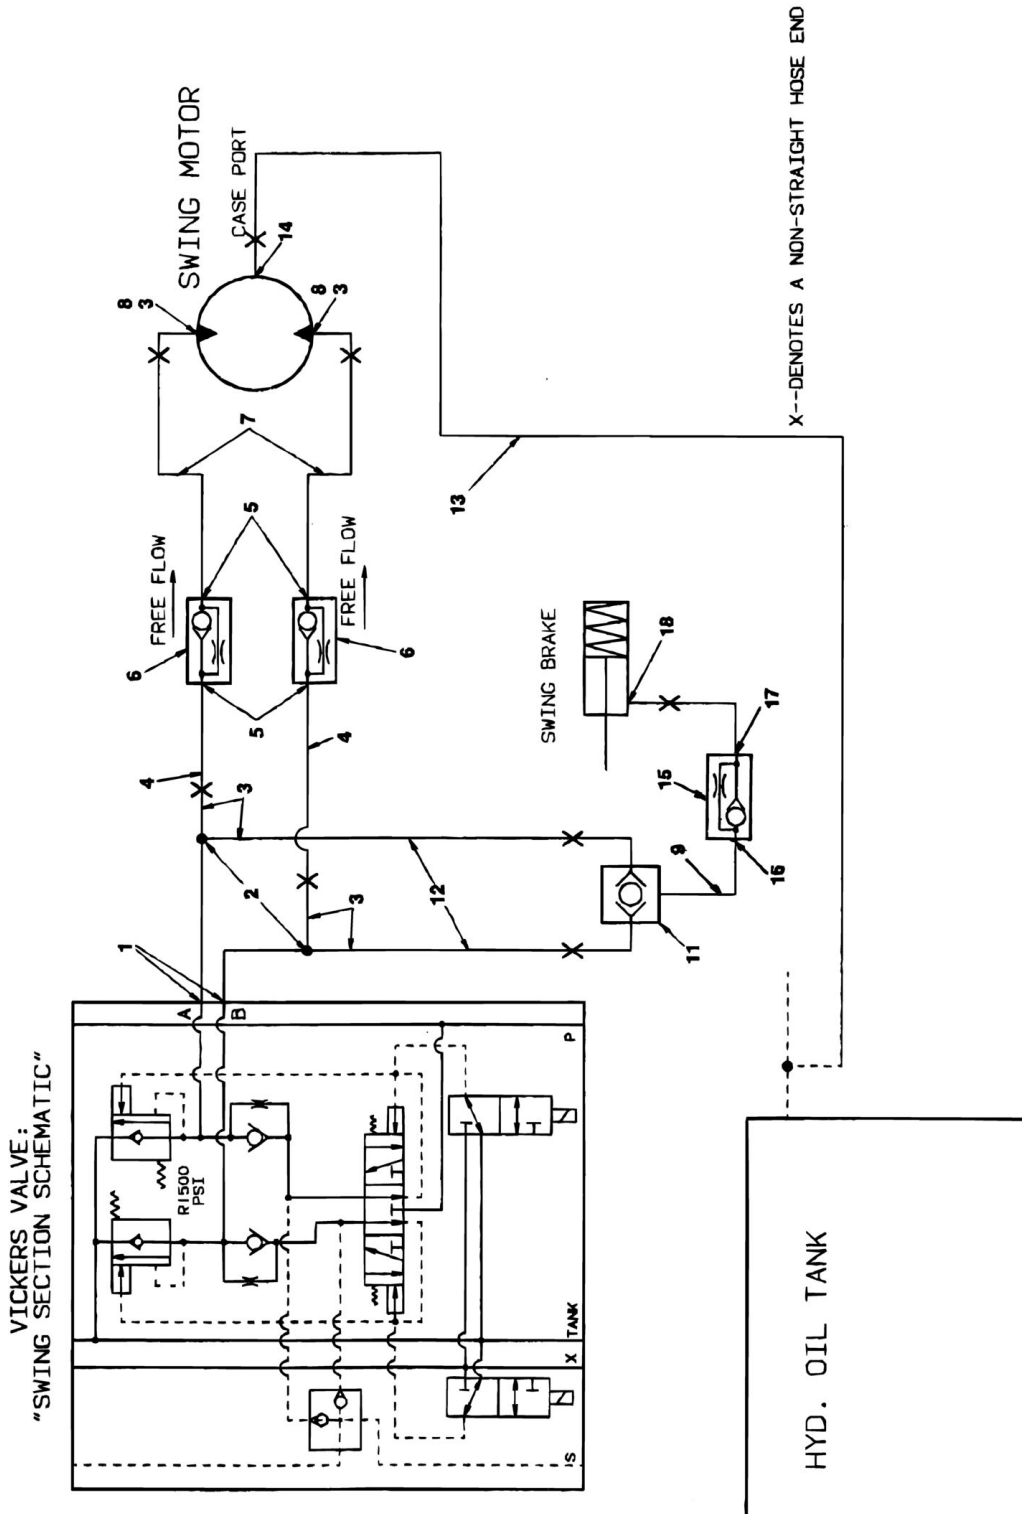 VICKERS VALVE:
"SWING SECTION SCHEMATIC"
R1500
PSI
A
B
P
TANK
X
S
1
2
3
3
4
4
5
5
6
6
FREE FLOW
FREE FLOW
7
8
3
8
3
SWING MOTOR
CASE PORT
14
13
12
11
9
SWING BRAKE
15
16
17
18
HYD. OIL TANK
X--DENOTES A NON-STRAIGHT HOSE END